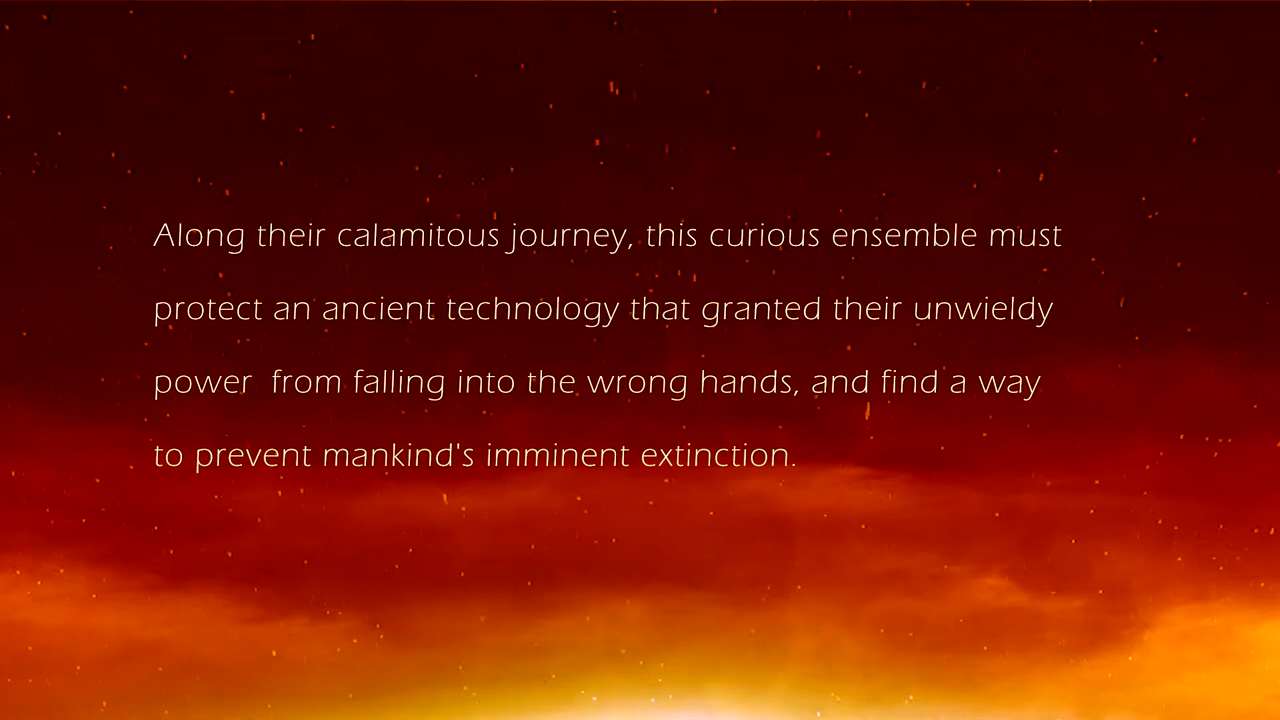 Along their calamitous journey, this curious ensemble must
protect an ancient technology that granted their unwieldy
power  from falling into the wrong hands, and find a way
to prevent mankind's imminent extinction.